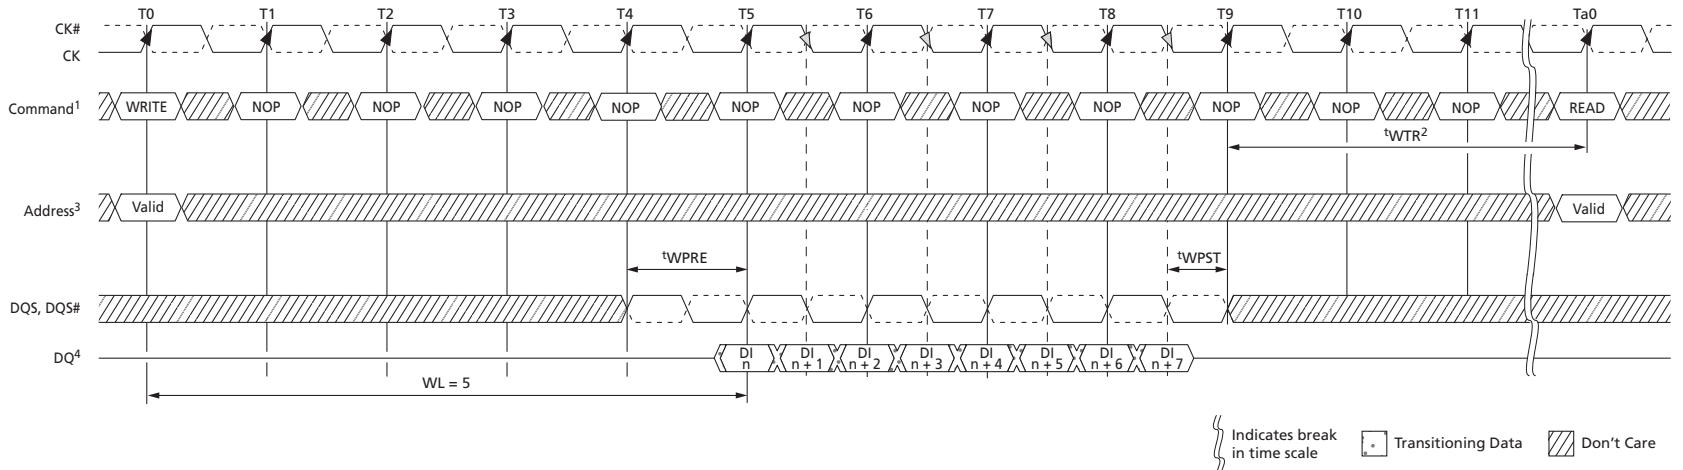 T0 T1 T2 T3 T4 T5 T6 T7 T8 T9 T10 T11 Ta0
CK#
CK
Command1 WRITE NOP NOP NOP NOP NOP NOP NOP NOP NOP NOP NOP READ
tWTR2
Address3 Valid Valid
tWPRE tWPST
DQS, DQS#
DQ4 DI n DI n + 1 DI n + 2 DI n + 3 DI n + 4 DI n + 5 DI n + 6 DI n + 7
WL = 5
Indicates break
in time scale
Transitioning Data
Don't Care